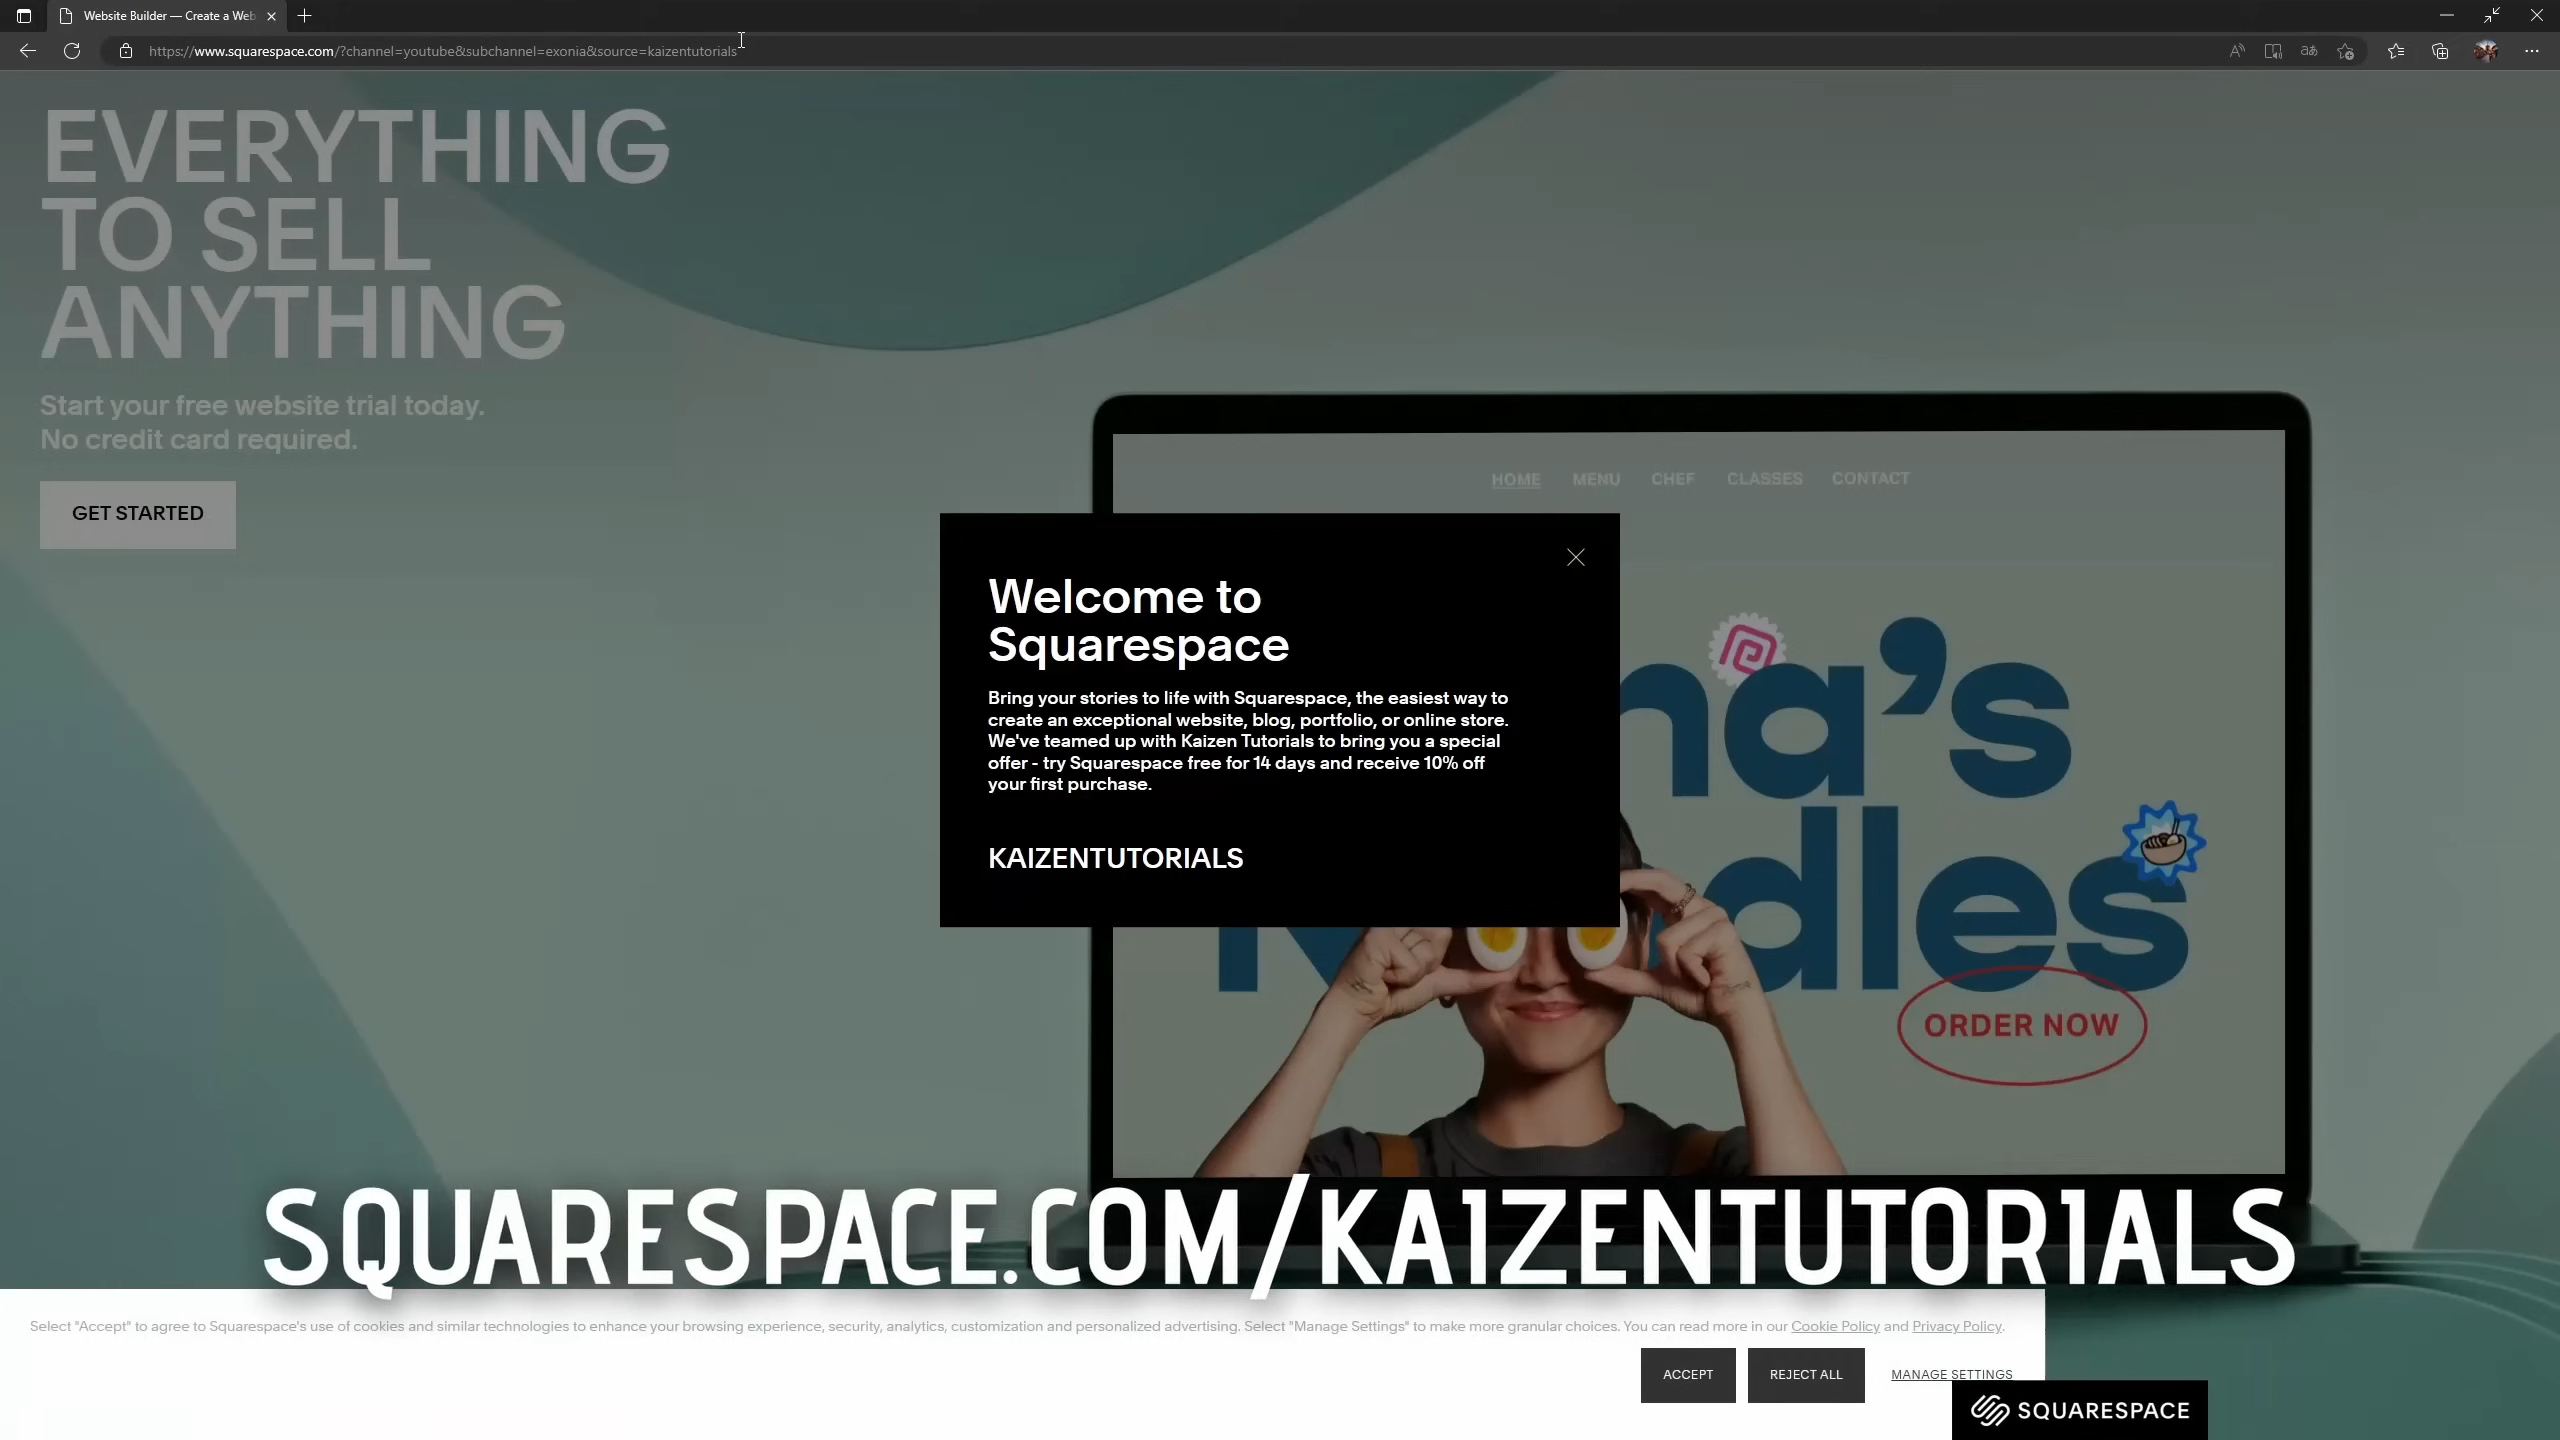 Website Builder — Create a Web
https://www.squarespace.com/?channel=youtube&subchannel=exonia&source=kaizentutorials
EVERYTHING
TO SELL
ANYTHING
Start your free website trial today.
No credit card required.
GET STARTED
HOME MENU CHEF CLASSES CONTACT
Welcome to
Squarespace
Bring your stories to life with Squarespace, the easiest way to
create an exceptional website, blog, portfolio, or online store.
We've teamed up with Kaizen Tutorials to bring you a special
offer - try Squarespace free for 14 days and receive 10% off
your first purchase.
KAIZENTUTORIALS
ORDER NOW
SQUARESPACE.COM/KAIZENTUTORIALS
Select "Accept" to agree to Squarespace's use of cookies and similar technologies to enhance your browsing experience, security, analytics, customization and personalized advertising. Select "Manage Settings" to make more granular choices. You can read more in our Cookie Policy and Privacy Policy.
ACCEPT REJECT ALL MANAGE SETTINGS
SQUARESPACE